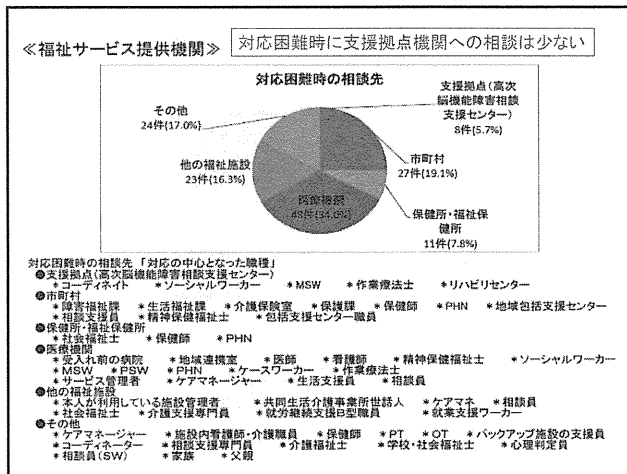 ≪福祉サービス提供機関≫
対応困難時に支援拠点機関への相談は少ない
対応困難時の相談先
支援拠点(高次
脳機能障害相談
支援センター)
8件(5.7%)
市町村
27件(19.1%)
保健所・福祉保
健所
11件(7.8%)
医療機関
48件(34.0%)
他の福祉施設
23件(16.3%)
その他
24件(17.0%)
対応困難時の相談先 「対応の中心となった職種」
●支援拠点(高次脳機能障害相談支援センター)
*コーディネイト *ソーシャルワーカー *MSW *作業療法士 *リハビリセンター
●市町村
*障害福祉課 *生活福祉課 *介護保険室 *保護課 *保健師 *PHN *地域包括支援センター
*相談支援員 *精神保健福祉士 *包括支援センター職員
●保健所・福祉保健所
*社会福祉士 *保健師 *PHN
●医療機関
*受入れ前の病院 *地域連携室 *医師 *看護師 *精神保健福祉士 *ソーシャルワーカー
*MSW *PSW *PHN *ケースワーカー *作業療法士
*サービス管理者 *ケアマネージャー *生活支援員 *相談員
●他の福祉施設
*本人が利用している施設管理者 *共同生活介護事業所世話人 *ケアマネ *相談員
*社会福祉士 *介護支援専門員 *就労継続支援B型職員 *就業支援ワーカー
●その他
*ケアマネージャー *施設内看護師・介護職員 *保健師 *PT *OT *バックアップ施設の支援員
*コーディネーター *相談支援専門員 *介護福祉士 *学校・社会福祉士 *心理判定員
*相談員(SW) *家族 *父親